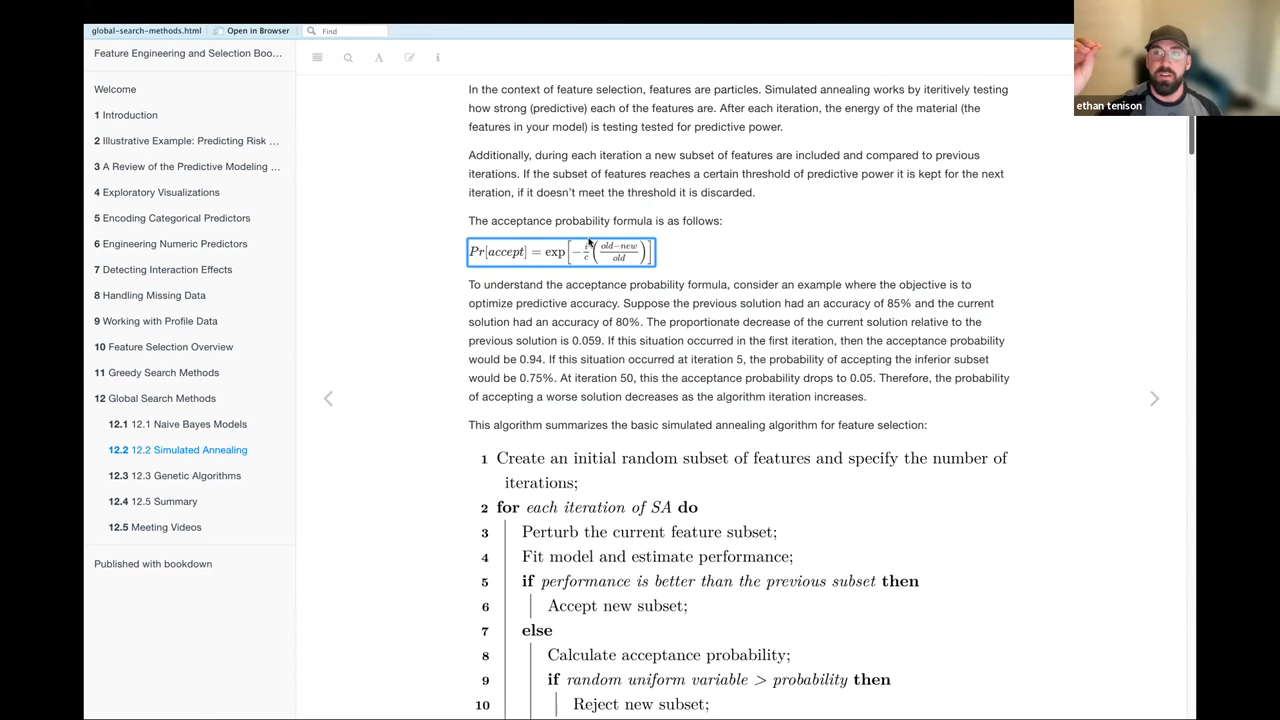 global-search-methods.html Open in Browser Find
Feature Engineering and Selection Boo...
Welcome
1 Introduction
2 Illustrative Example: Predicting Risk ...
3 A Review of the Predictive Modeling ...
4 Exploratory Visualizations
5 Encoding Categorical Predictors
6 Engineering Numeric Predictors
7 Detecting Interaction Effects
8 Handling Missing Data
9 Working with Profile Data
10 Feature Selection Overview
11 Greedy Search Methods
12 Global Search Methods
12.1 12.1 Naive Bayes Models
12.2 12.2 Simulated Annealing
12.3 12.3 Genetic Algorithms
12.4 12.5 Summary
12.5 Meeting Videos
Published with bookdown
A
i
In the context of feature selection, features are particles. Simulated annealing works by iteritively testing
how strong (predictive) each of the features are. After each iteration, the energy of the material (the
features in your model) is testing tested for predictive power.
Additionally, during each iteration a new subset of features are included and compared to previous
iterations. If the subset of features reaches a certain threshold of predictive power it is kept for the next
iteration, if it doesn't meet the threshold it is discarded.
The acceptance probability formula is as follows:
Pr[accept] = exp[−i/c((old−new)/old)]
To understand the acceptance probability formula, consider an example where the objective is to
optimize predictive accuracy. Suppose the previous solution had an accuracy of 85% and the current
solution had an accuracy of 80%. The proportionate decrease of the current solution relative to the
previous solution is 0.059. If this situation occurred in the first iteration, then the acceptance probability
would be 0.94. If this situation occurred at iteration 5, the probability of accepting the inferior subset
would be 0.75%. At iteration 50, this the acceptance probability drops to 0.05. Therefore, the probability
of accepting a worse solution decreases as the algorithm iteration increases.
This algorithm summarizes the basic simulated annealing algorithm for feature selection:
1 Create an initial random subset of features and specify the number of
iterations;
2 for each iteration of SA do
3 Perturb the current feature subset;
4 Fit model and estimate performance;
5 if performance is better than the previous subset then
6 Accept new subset;
7 else
8 Calculate acceptance probability;
9 if random uniform variable > probability then
10 Reject new subset;
ethan tenison